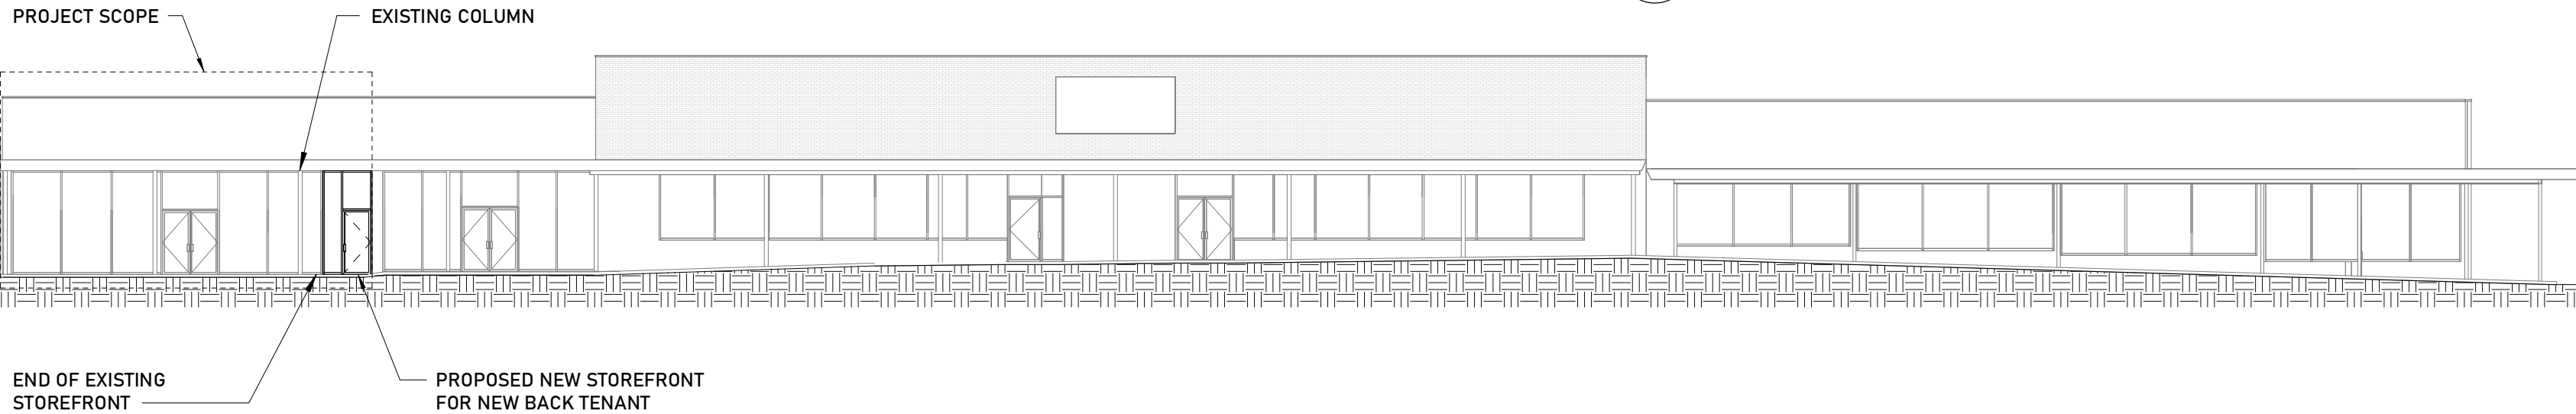 PROJECT SCOPE
EXISTING COLUMN
END OF EXISTING
STOREFRONT
PROPOSED NEW STOREFRONT
FOR NEW BACK TENANT